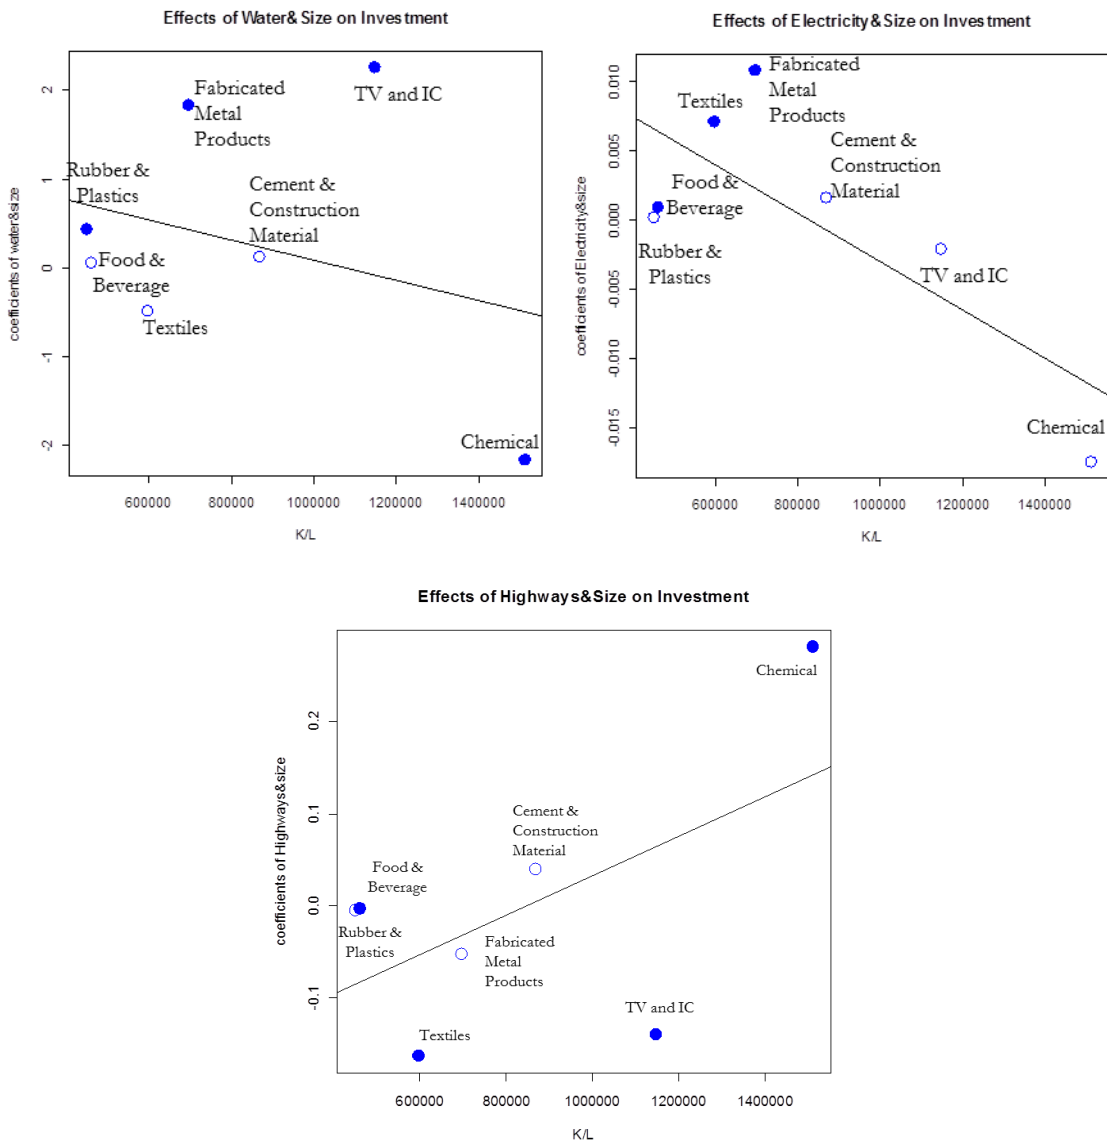 Effects of Water& Size on Investment
coefficients of water&size
2
1
0
-1
-2
Fabricated
Metal
Products
TV and IC
Rubber &
Plastics
Cement &
Construction
Material
Food &
Beverage
Textiles
Chemical
600000 800000 1000000 1200000 1400000
K/L
Effects of Electricity&Size on Investment
coefficients of Electricity&size
0.010
0.005
0.000
-0.005
-0.010
-0.015
Fabricated
Metal
Products
Textiles
Cement &
Construction
Material
Food &
Beverage
Rubber &
Plastics
TV and IC
Chemical
600000 800000 1000000 1200000 1400000
K/L
Effects of Highways&Size on Investment
coefficients of Highways&size
0.2
0.1
0.0
-0.1
Chemical
Cement &
Construction
Material
Food &
Beverage
Rubber &
Plastics
Fabricated
Metal
Products
TV and IC
Textiles
600000 800000 1000000 1200000 1400000
K/L